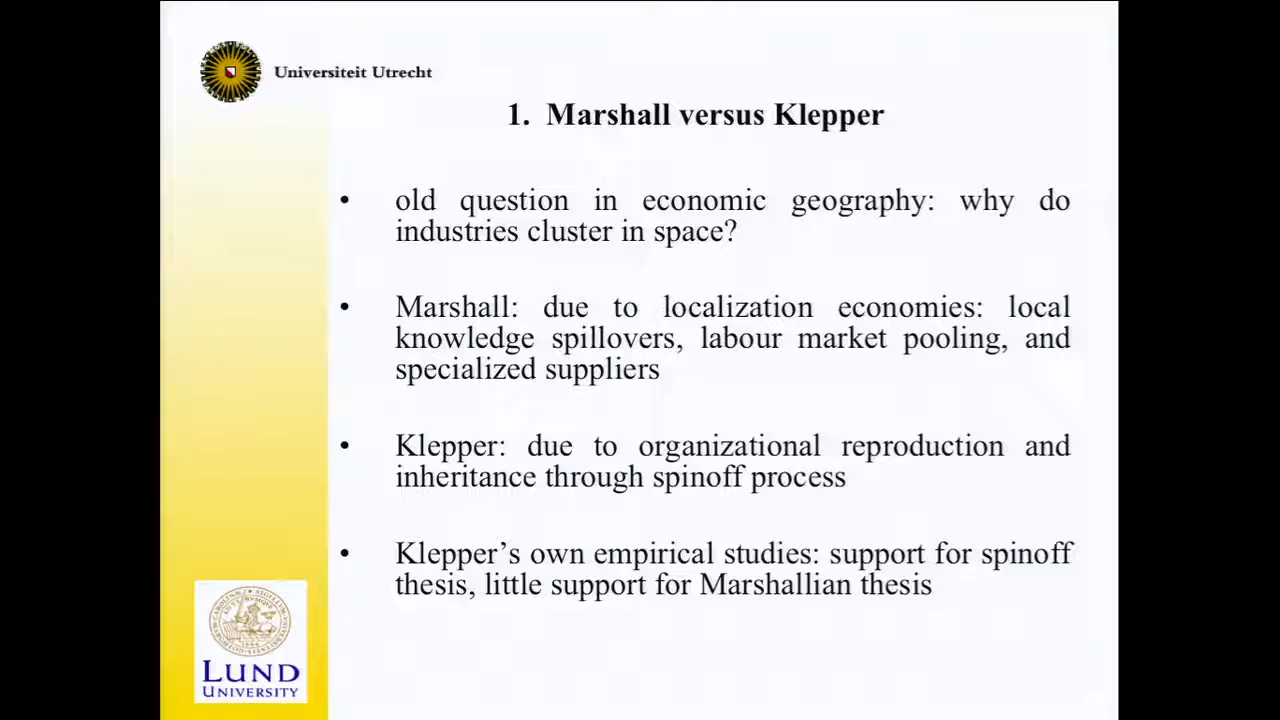 Universiteit Utrecht
1. Marshall versus Klepper
• old question in economic geography: why do
industries cluster in space?
• Marshall: due to localization economies: local
knowledge spillovers, labour market pooling, and
specialized suppliers
• Klepper: due to organizational reproduction and
inheritance through spinoff process
• Klepper’s own empirical studies: support for spinoff
thesis, little support for Marshallian thesis
LUND
UNIVERSITY